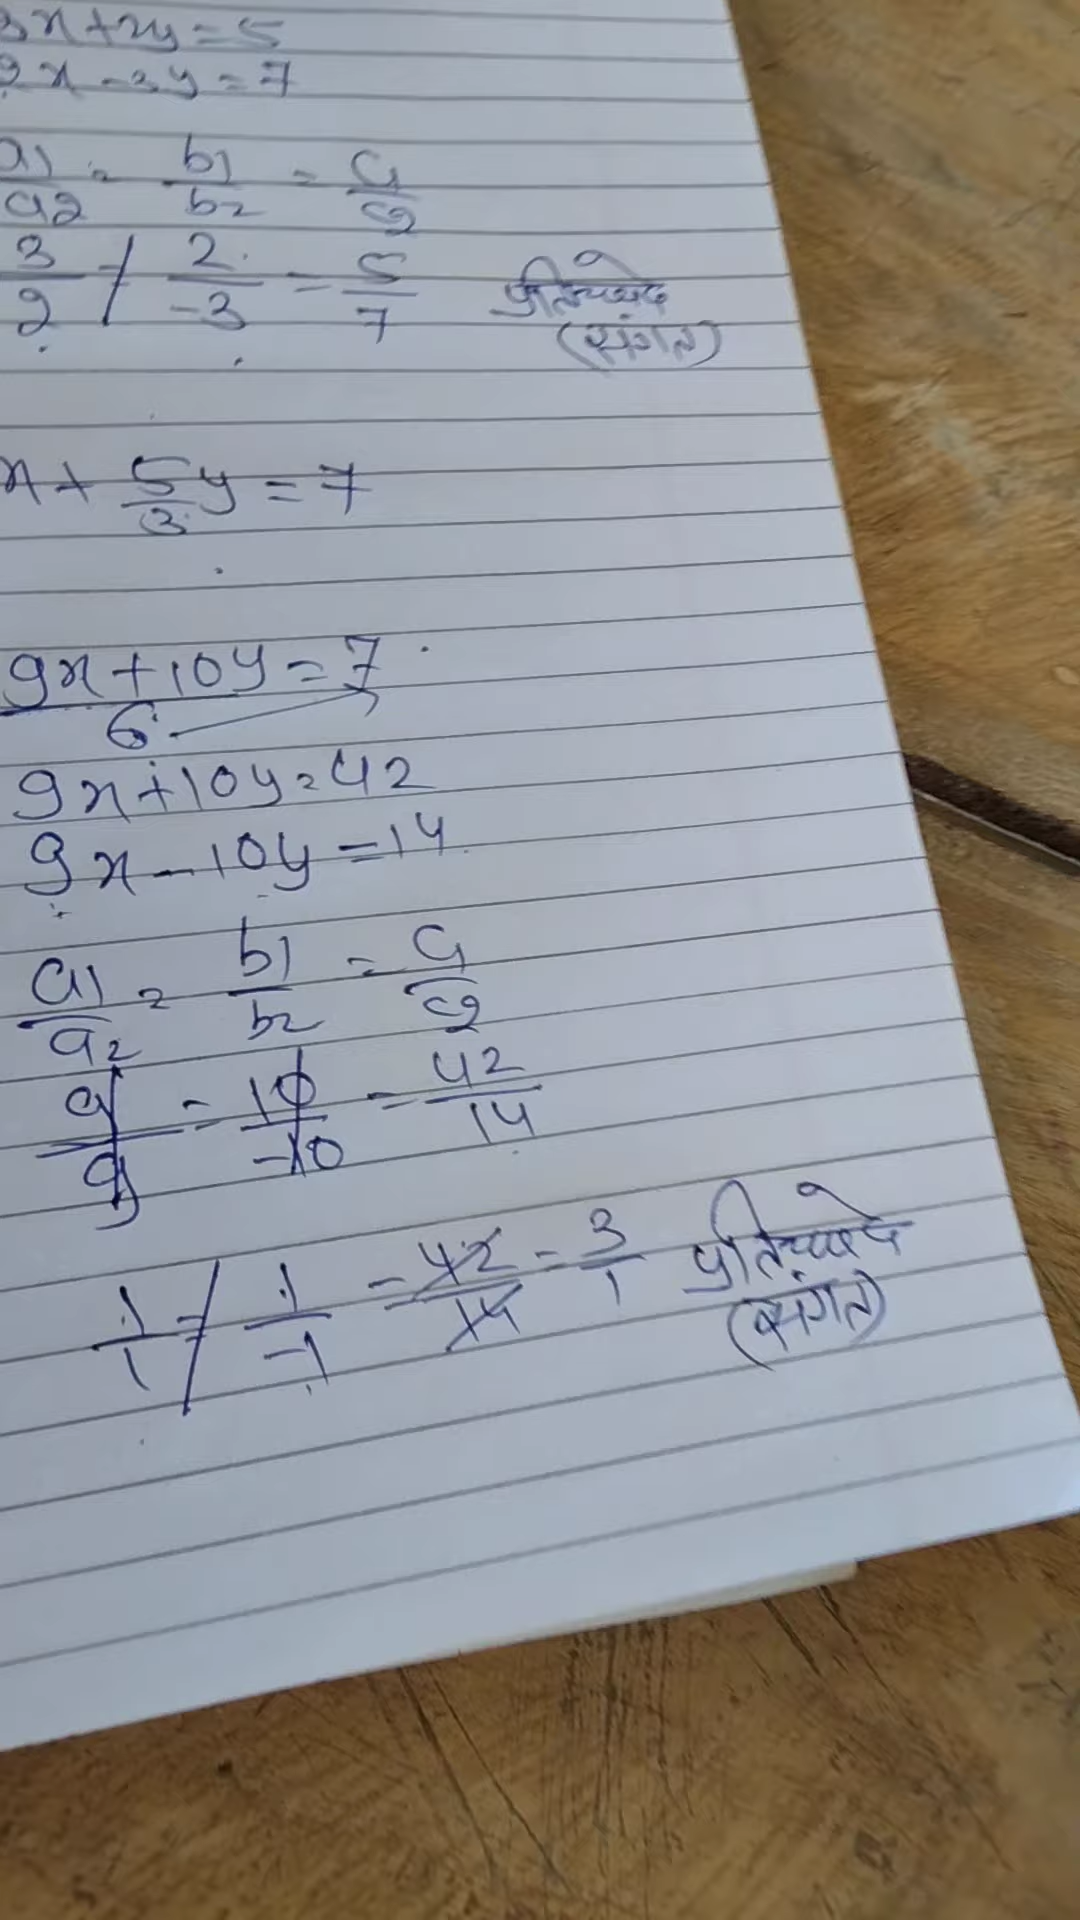 3x+2y=5
2x-3y=7
a1/a2 = b1/b2 = c1/c2
3/2 ≠ 2/-3 = 5/7 प्रतिच्छेद
(संगत)
x + 5/3 y = 7
9x+10y/6 = 7
9x+10y=42
9x-10y=14
a1/a2 = b1/b2 = c1/c2
9/9 = 10/-10 = 42/14
1/1 ≠ 1/-1 = 42/14 = 3/1 प्रतिच्छेद
(संगत)